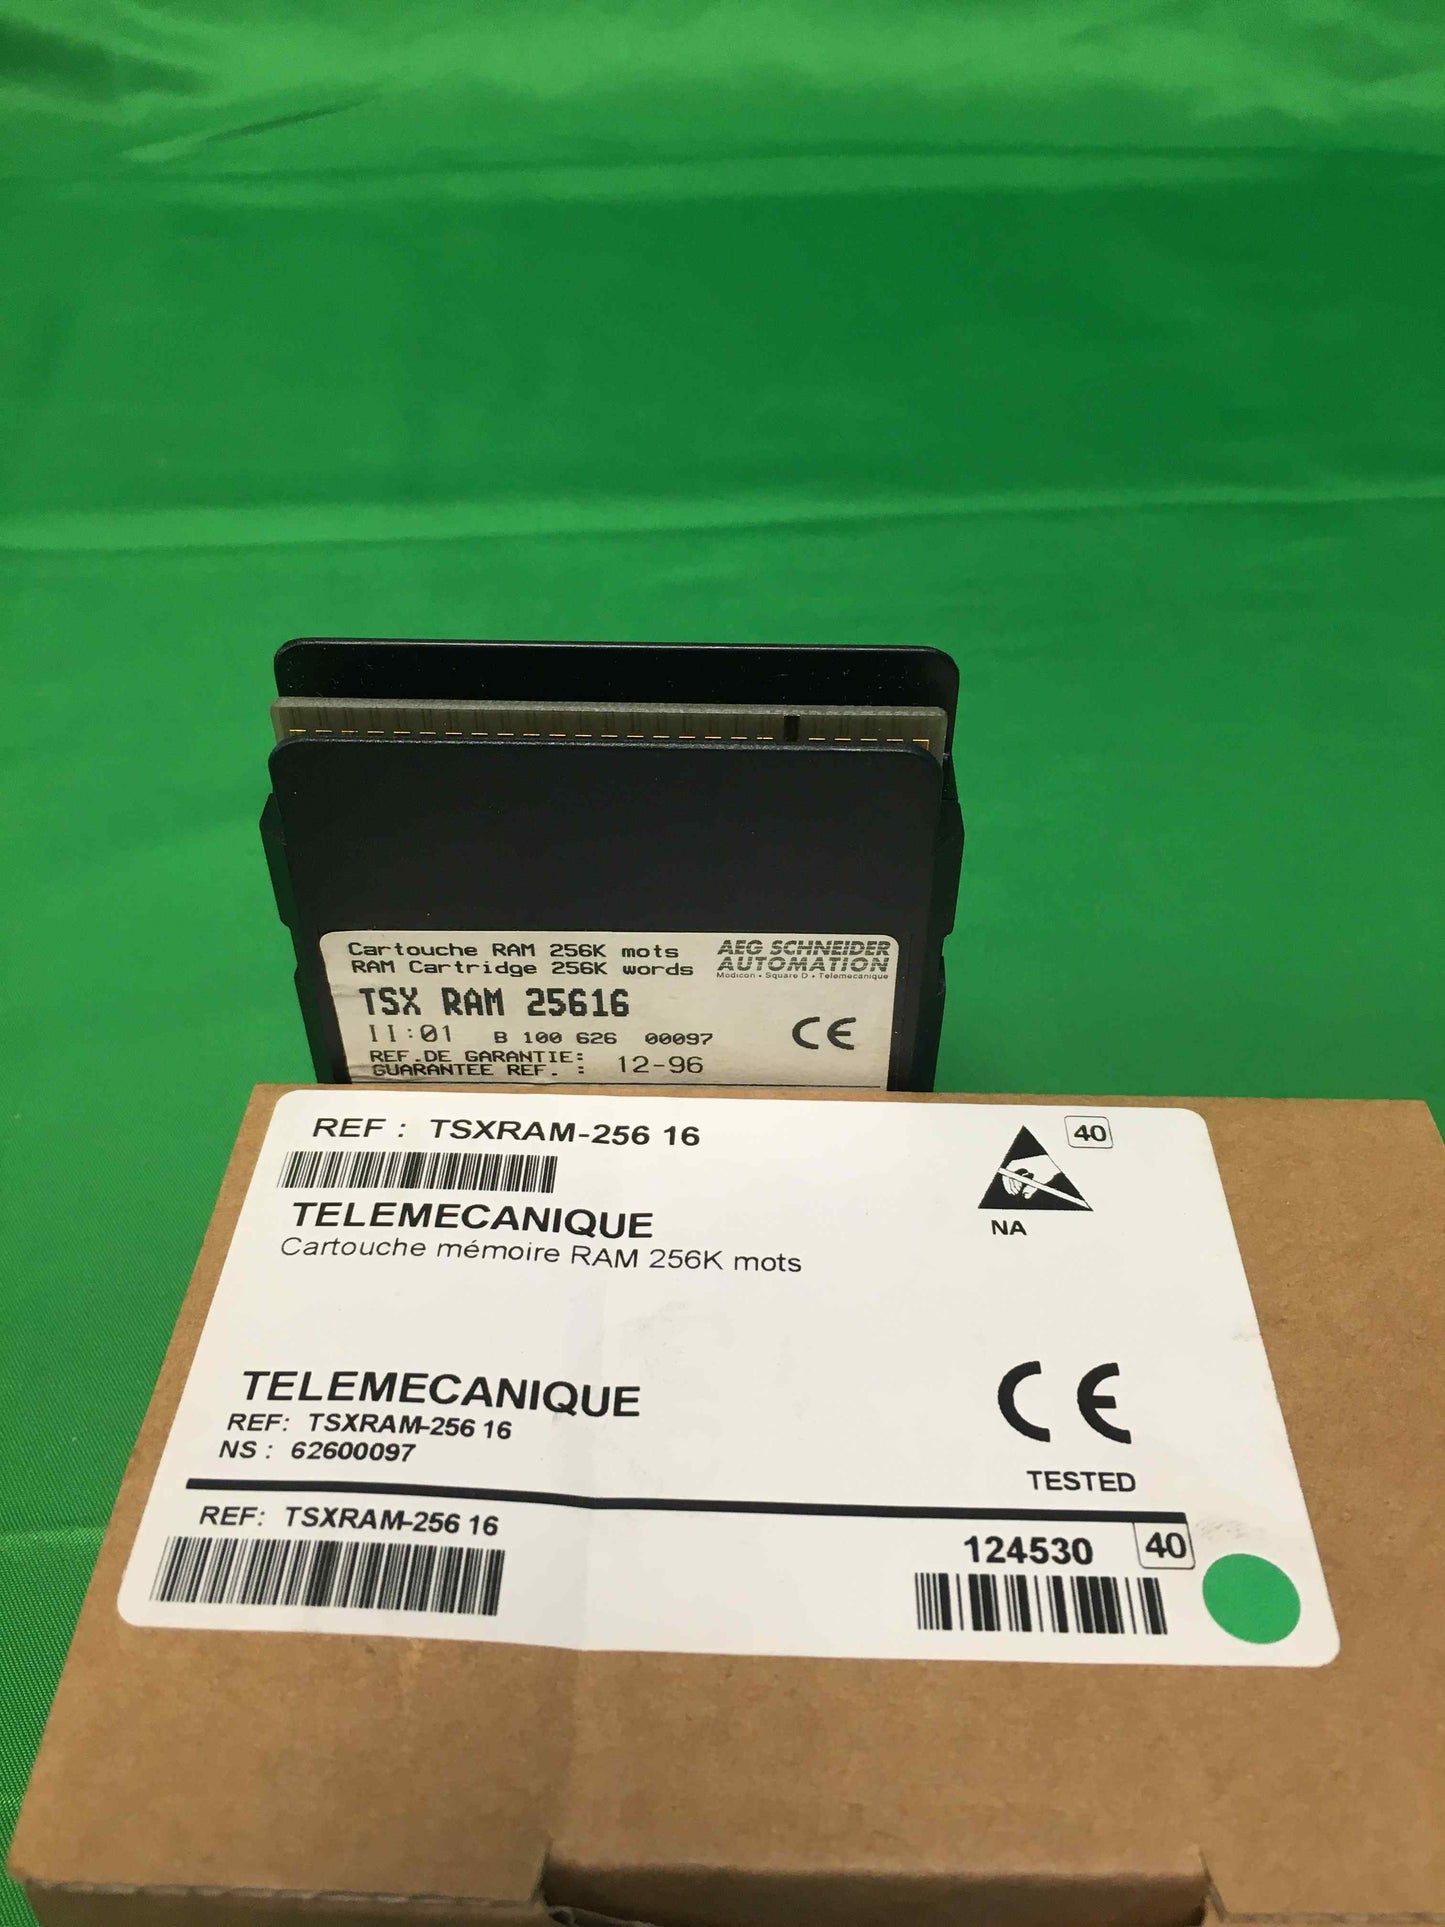 Cartouche RAM 256K mots
RAM Cartridge 256K words
AEG SCHNEIDER
AUTOMATION
Modicon • Square D • Telemecanique
TSX RAM 25616
II:01 B 100 626 00097
CE
REF.DE GARANTIE:
GUARANTEE REF. : 12-96
REF : TSXRAM-256 16
40
TELEMECANIQUE
NA
Cartouche mémoire RAM 256K mots
TELEMECANIQUE
REF: TSXRAM-256 16
NS : 62600097
CE
TESTED
REF: TSXRAM-256 16
124530
40